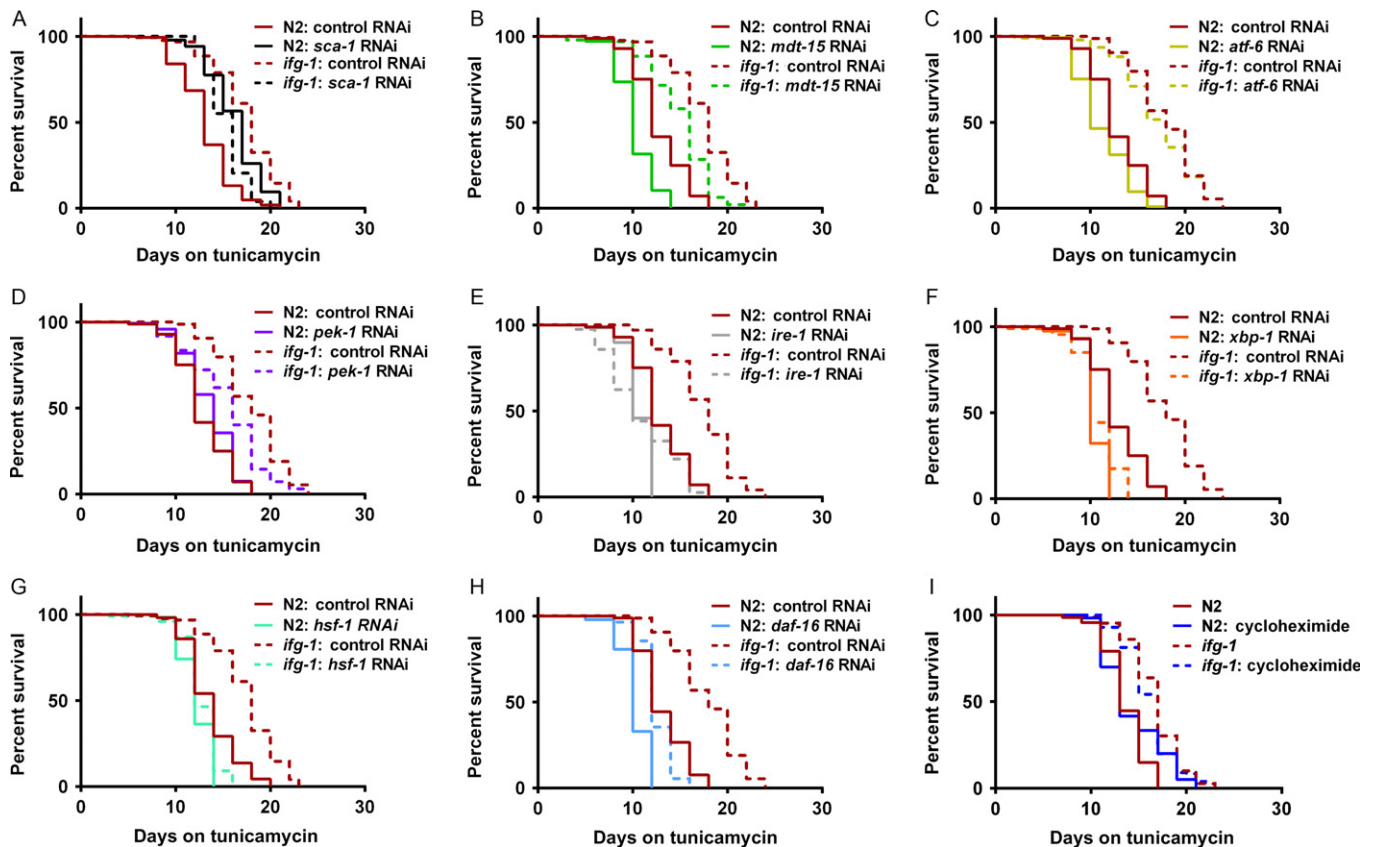 A
N2: control RNAi
N2: sca-1 RNAi
ifg-1: control RNAi
ifg-1: sca-1 RNAi
Percent survival
100
50
0
0 10 20 30
Days on tunicamycin
B
N2: control RNAi
N2: mdt-15 RNAi
ifg-1: control RNAi
ifg-1: mdt-15 RNAi
Percent survival
100
50
0
0 10 20 30
Days on tunicamycin
C
N2: control RNAi
N2: atf-6 RNAi
ifg-1: control RNAi
ifg-1: atf-6 RNAi
Percent survival
100
50
0
0 10 20 30
Days on tunicamycin
D
N2: control RNAi
N2: pek-1 RNAi
ifg-1: control RNAi
ifg-1: pek-1 RNAi
Percent survival
100
50
0
0 10 20 30
Days on tunicamycin
E
N2: control RNAi
N2: ire-1 RNAi
ifg-1: control RNAi
ifg-1: ire-1 RNAi
Percent survival
100
50
0
0 10 20 30
Days on tunicamycin
F
N2: control RNAi
N2: xbp-1 RNAi
ifg-1: control RNAi
ifg-1: xbp-1 RNAi
Percent survival
100
50
0
0 10 20 30
Days on tunicamycin
G
N2: control RNAi
N2: hsf-1 RNAi
ifg-1: control RNAi
ifg-1: hsf-1 RNAi
Percent survival
100
50
0
0 10 20 30
Days on tunicamycin
H
N2: control RNAi
N2: daf-16 RNAi
ifg-1: control RNAi
ifg-1: daf-16 RNAi
Percent survival
100
50
0
0 10 20 30
Days on tunicamycin
I
N2
N2: cycloheximide
ifg-1
ifg-1: cycloheximide
Percent survival
100
50
0
0 10 20 30
Days on tunicamycin